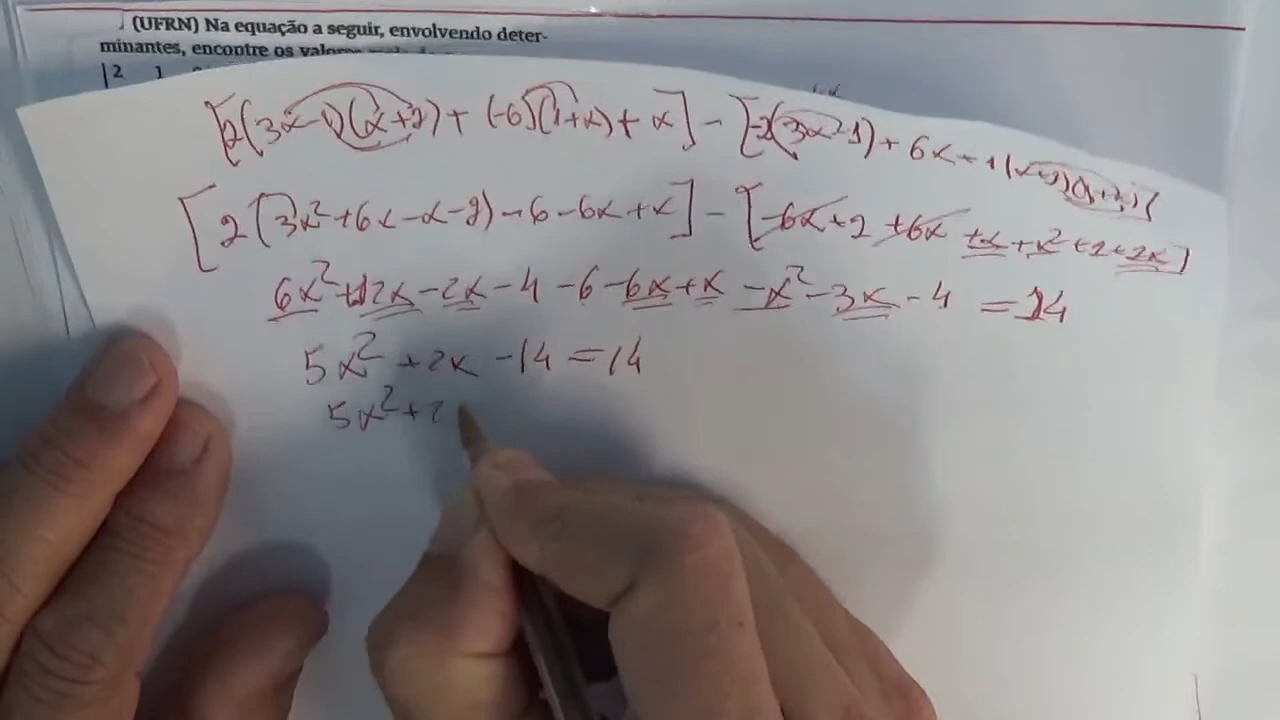 (UFRN) Na equação a seguir, envolvendo deter-
minantes, encontre os valores
|2 1
[2(3x-1)(x+2)+(-6)(1+x)+x]-[-2(3x-1)+6x+1(x+1)(x+2)]
[2(3x²+6x-x-2)-6-6x+x]-[-6x+2+6x+x+x²+2+2x]
6x²+12x-2x-4-6-6x+x-x²-3x-4=14
5x²+2x-14=14
5x²+2